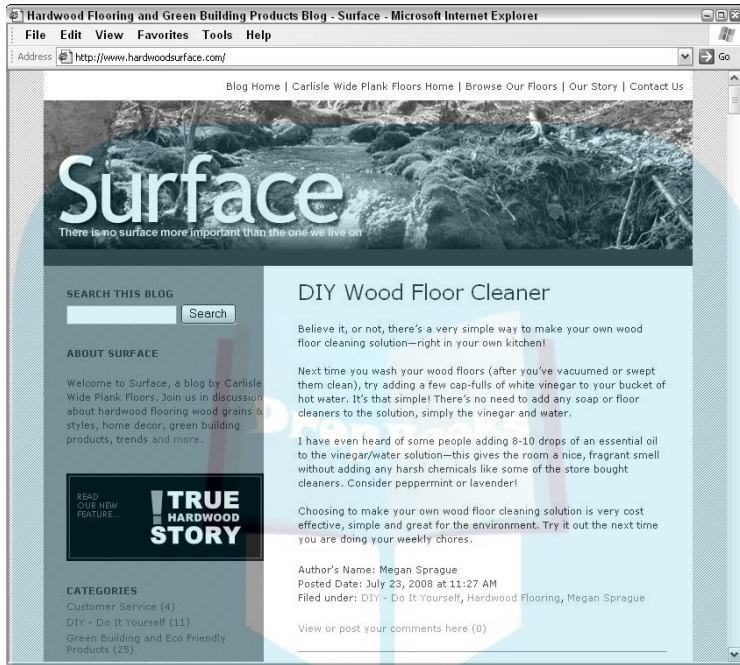 Hardwood Flooring and Green Building Products Blog - Surface - Microsoft Internet Explorer
File Edit View Favorites Tools Help
Address http://www.hardwoodsurface.com/ Go
Blog Home | Carlisle Wide Plank Floors Home | Browse Our Floors | Our Story | Contact Us
Surface™
There is no surface more important than the one we live on
SEARCH THIS BLOG
Search
ABOUT SURFACE
Welcome to Surface, a blog by Carlisle
Wide Plank Floors. Join us in discussion
about hardwood flooring wood grains &
styles, home decor, green building
products, trends and more.
READ
OUR NEW
FEATURE...
!TRUE
HARDWOOD
STORY
CATEGORIES
Customer Service (4)
DIY - Do It Yourself (11)
Green Building and Eco Friendly
Products (25)
DIY Wood Floor Cleaner
Believe it, or not, there's a very simple way to make your own wood
floor cleaning solution—right in your own kitchen!
Next time you wash your wood floors (after you've vacuumed or swept
them clean), try adding a few cap-fulls of white vinegar to your bucket of
hot water. It's that simple! There's no need to add any soap or floor
cleaners to the solution, simply the vinegar and water.
I have even heard of some people adding 8-10 drops of an essential oil
to the vinegar/water solution—this gives the room a nice, fragrant smell
without adding any harsh chemicals like some of the store bought
cleaners. Consider peppermint or lavender!
Choosing to make your own wood floor cleaning solution is very cost
effective, simple and great for the environment. Try it out the next time
you are doing your weekly chores.
Author's Name: Megan Sprague
Posted Date: July 23, 2008 at 11:27 AM
Filed under: DIY - Do It Yourself, Hardwood Flooring, Megan Sprague
View or post your comments here (0)
DropBooks